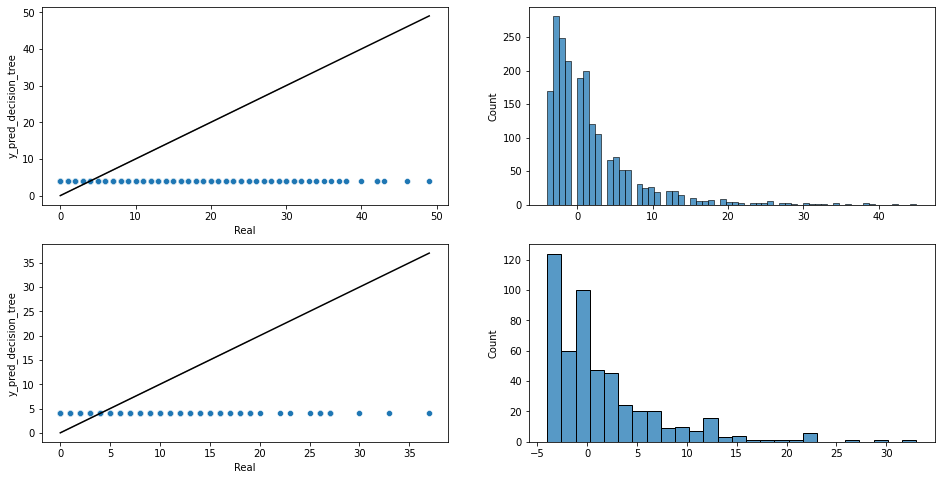 50
40
30
20
10
0
y_pred_decision_tree
0 10 20 30 40 50
Real
250
200
150
100
50
0
Count
0 10 20 30 40
35
30
25
20
15
10
5
0
y_pred_decision_tree
0 5 10 15 20 25 30 35
Real
120
100
80
60
40
20
0
Count
−5 0 5 10 15 20 25 30